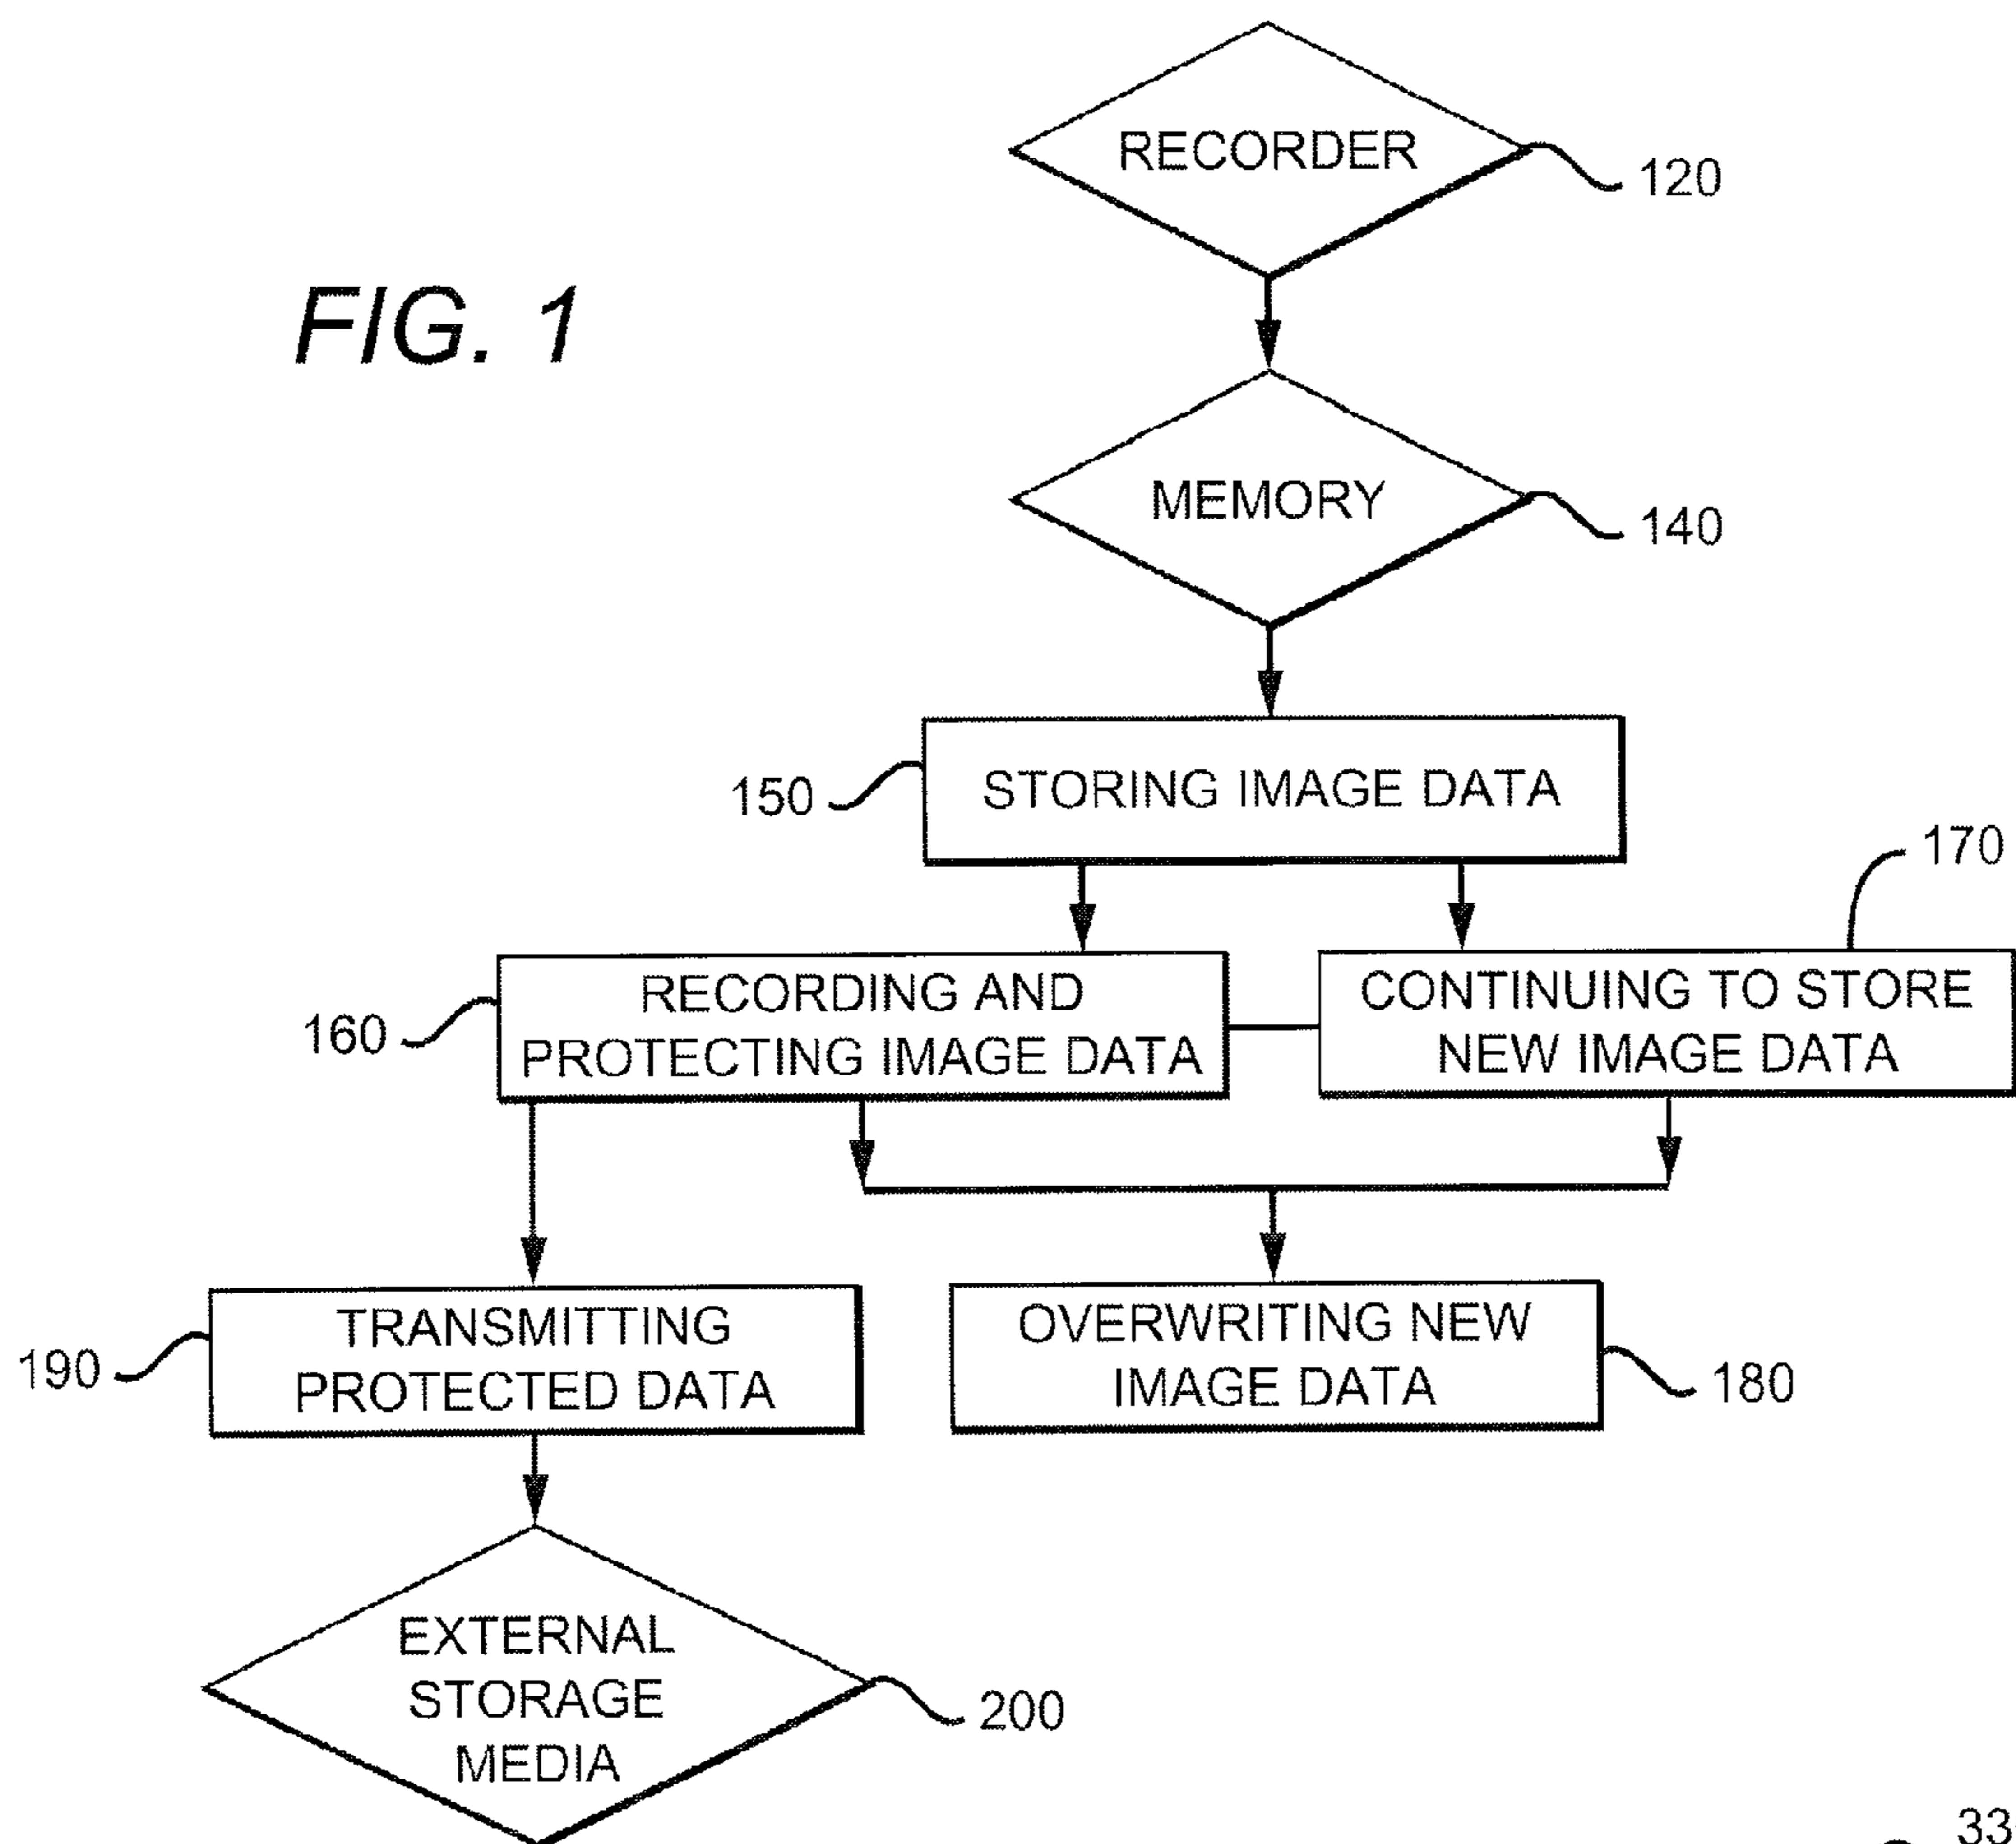 FIG. 1
RECORDER
120
MEMORY
140
150
STORING IMAGE DATA
170
160
RECORDING AND
PROTECTING IMAGE DATA
CONTINUING TO STORE
NEW IMAGE DATA
190
TRANSMITTING
PROTECTED DATA
OVERWRITING NEW
IMAGE DATA
180
EXTERNAL
STORAGE
MEDIA
200
33